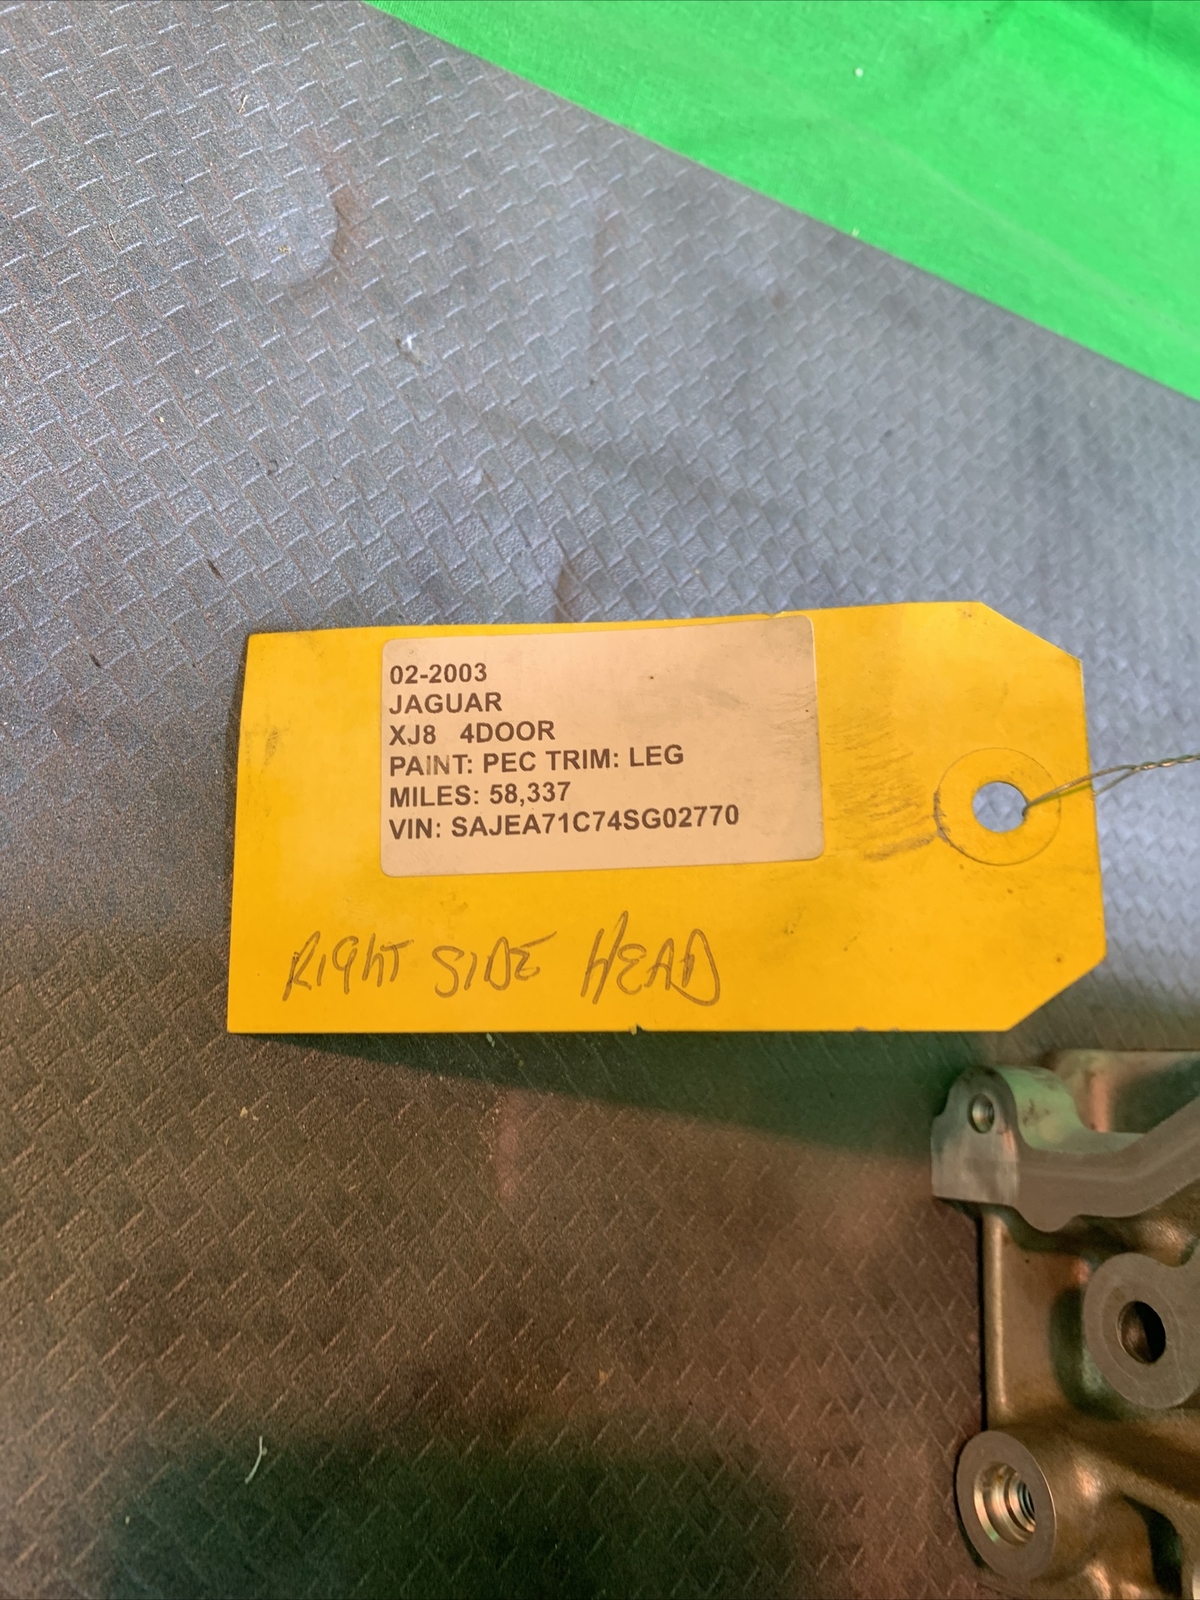 02-2003
JAGUAR
XJ8 4DOOR
PAINT: PEC TRIM: LEG
MILES: 58,337
VIN: SAJEA71C74SG02770
RIGhT SIDE HEAD